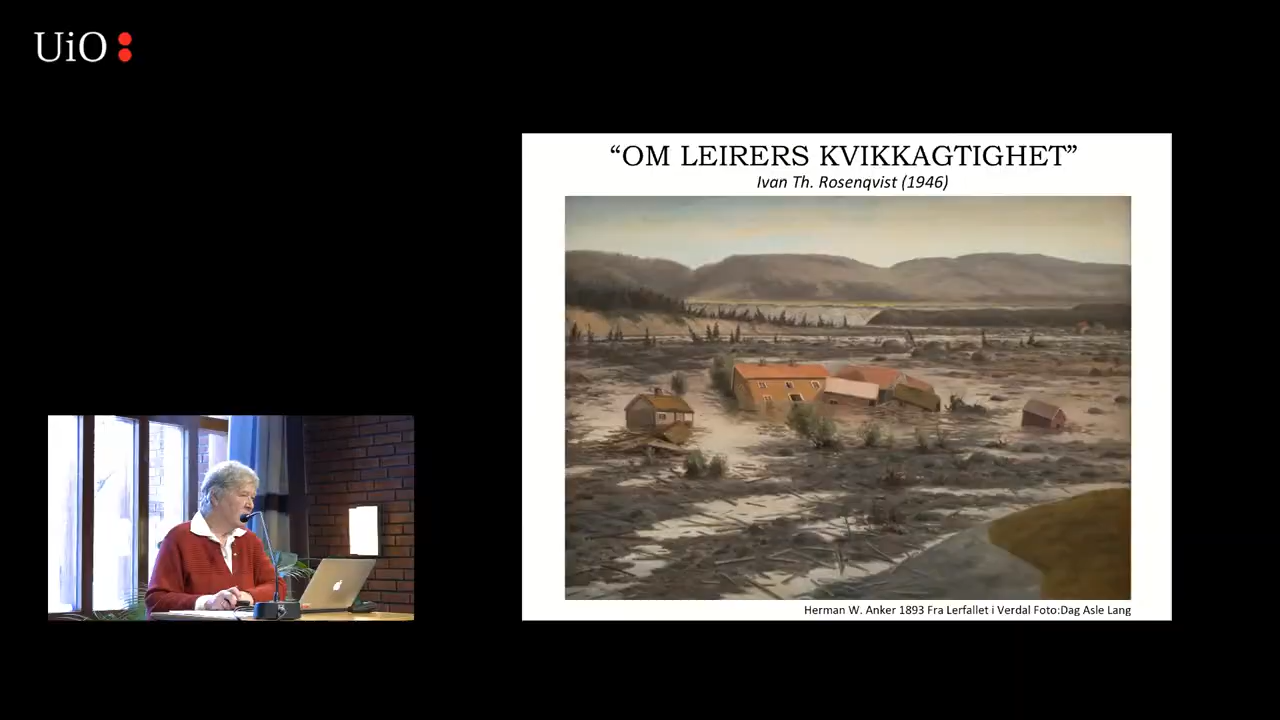 UiO
“OM LEIRERS KVIKKAGTIGHET”
Ivan Th. Rosenqvist (1946)
Herman W. Anker 1893 Fra Lerfallet i Verdal Foto:Dag Asle Lang